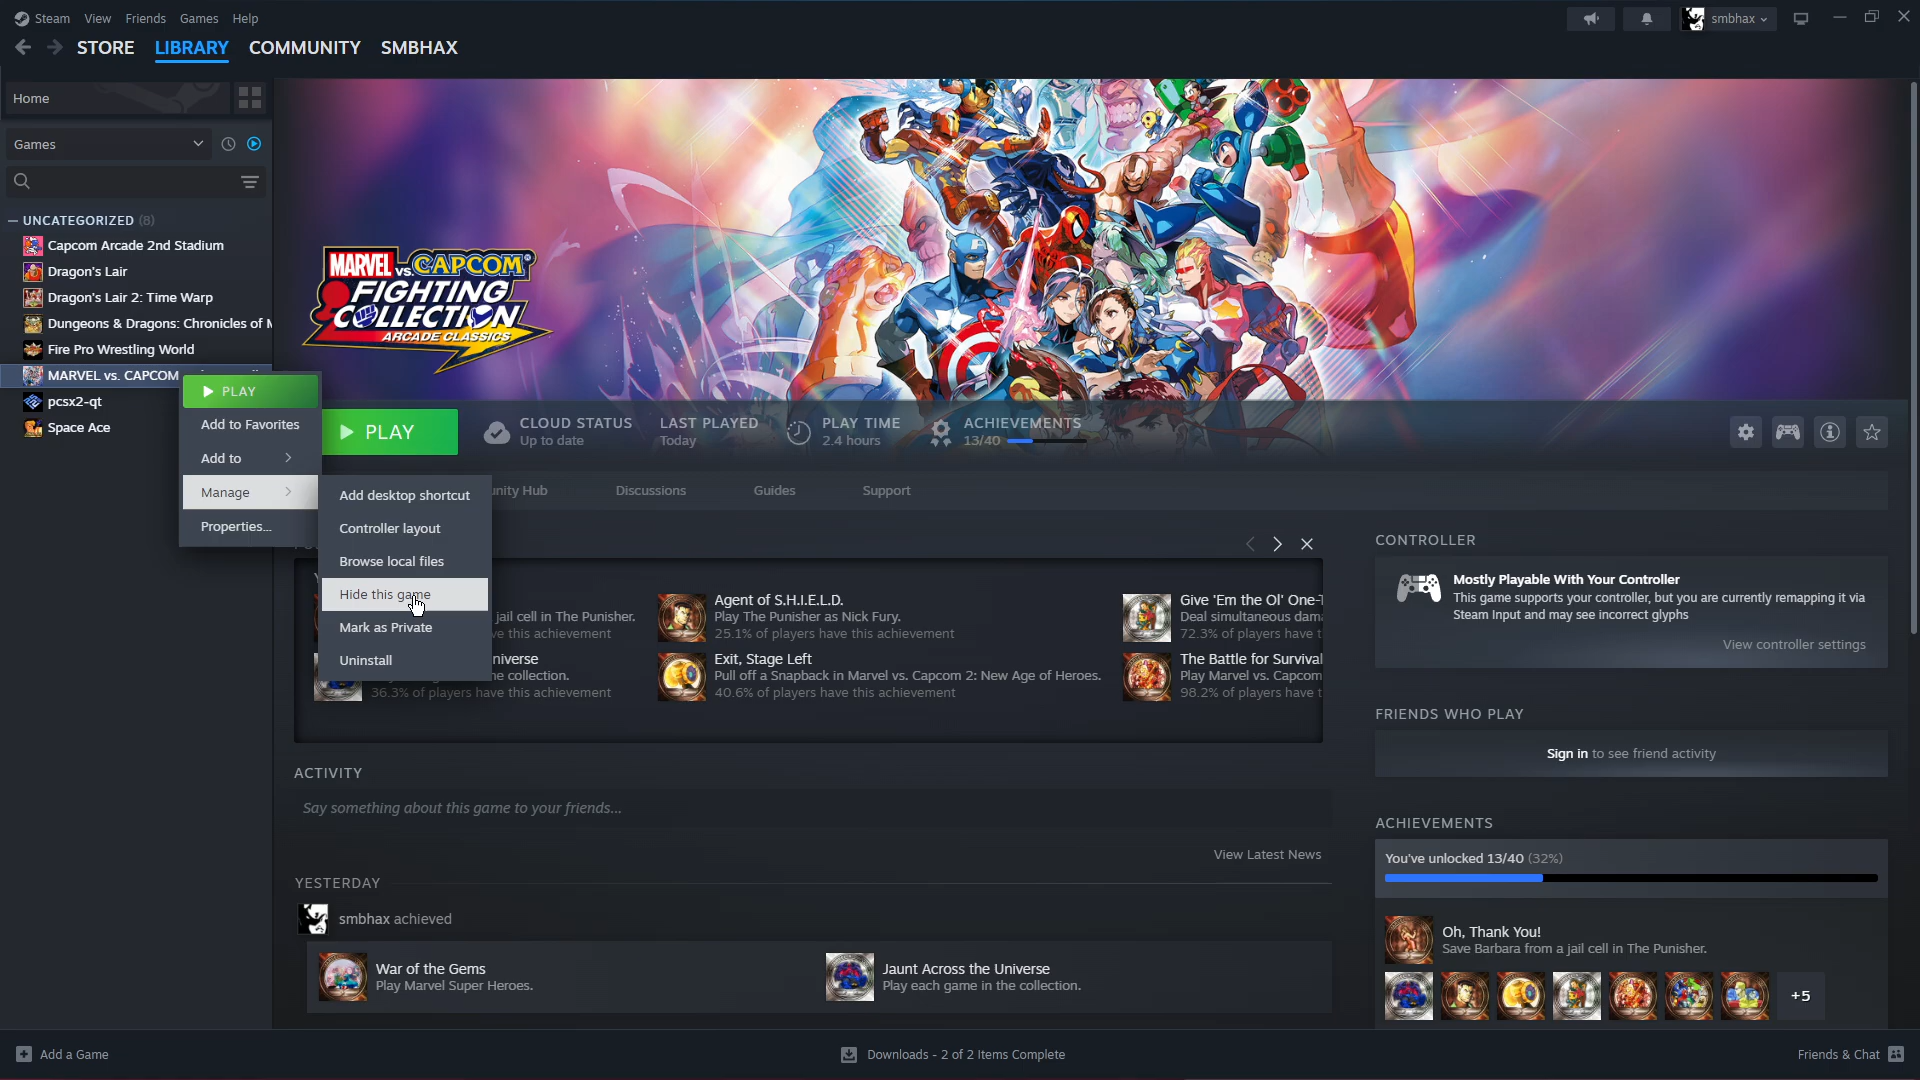 Steam View Friends Games Help
smbhax
STORE LIBRARY COMMUNITY SMBHAX
Home
Games
UNCATEGORIZED (8)
Capcom Arcade 2nd Stadium
Dragon's Lair
Dragon's Lair 2: Time Warp
Dungeons & Dragons: Chronicles of
Fire Pro Wrestling World
MARVEL vs. CAPCOM
pcsx2-qt
Space Ace
MARVEL vs. CAPCOM
FIGHTING
COLLECTION
ARCADE CLASSICS
PLAY
Add to Favorites
Add to
Manage
Properties...
Add desktop shortcut
Controller layout
Browse local files
Hide this game
Mark as Private
Uninstall
PLAY
CLOUD STATUS
Up to date
LAST PLAYED
Today
PLAY TIME
2.4 hours
ACHIEVEMENTS
13/40
Hub
Discussions
Guides
Support
jail cell in The Punisher.
this achievement
collection.
36.3% of players have this achievement
Agent of S.H.I.E.L.D.
Play The Punisher as Nick Fury.
25.1% of players have this achievement
Exit, Stage Left
Pull off a Snapback in Marvel vs. Capcom 2: New Age of Heroes.
40.6% of players have this achievement
Give 'Em the Ol' One-
Deal simultaneous
72.3% of players have
The Battle for Survival
Play Marvel vs. Capcom
98.2% of players have
CONTROLLER
Mostly Playable With Your Controller
This game supports your controller, but you are currently remapping it via
Steam Input and may see incorrect glyphs
View controller settings
FRIENDS WHO PLAY
Sign in to see friend activity
ACTIVITY
Say something about this game to your friends...
View Latest News
YESTERDAY
smbhax achieved
War of the Gems
Play Marvel Super Heroes.
Jaunt Across the Universe
Play each game in the collection.
ACHIEVEMENTS
You've unlocked 13/40 (32%)
Oh, Thank You!
Save Barbara from a jail cell in The Punisher.
+5
Add a Game
Downloads - 2 of 2 Items Complete
Friends & Chat